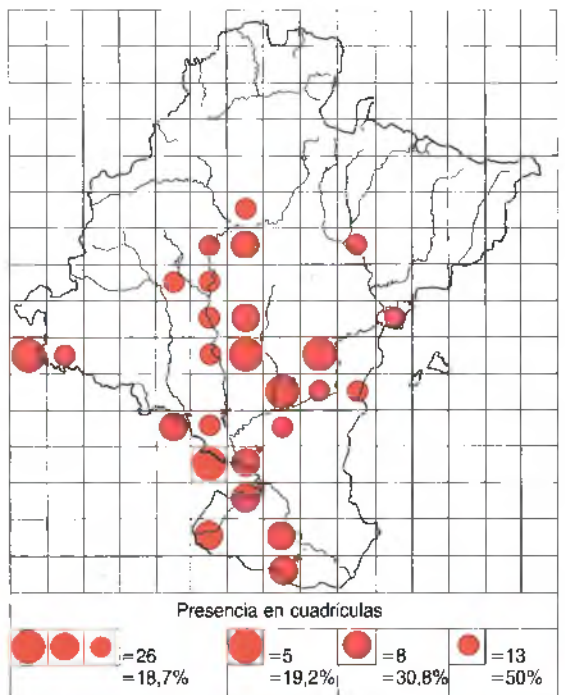 Presencia en cuadrículas
=26 =5 =8 =13
=18,7% =19,2% =30,8% =50%